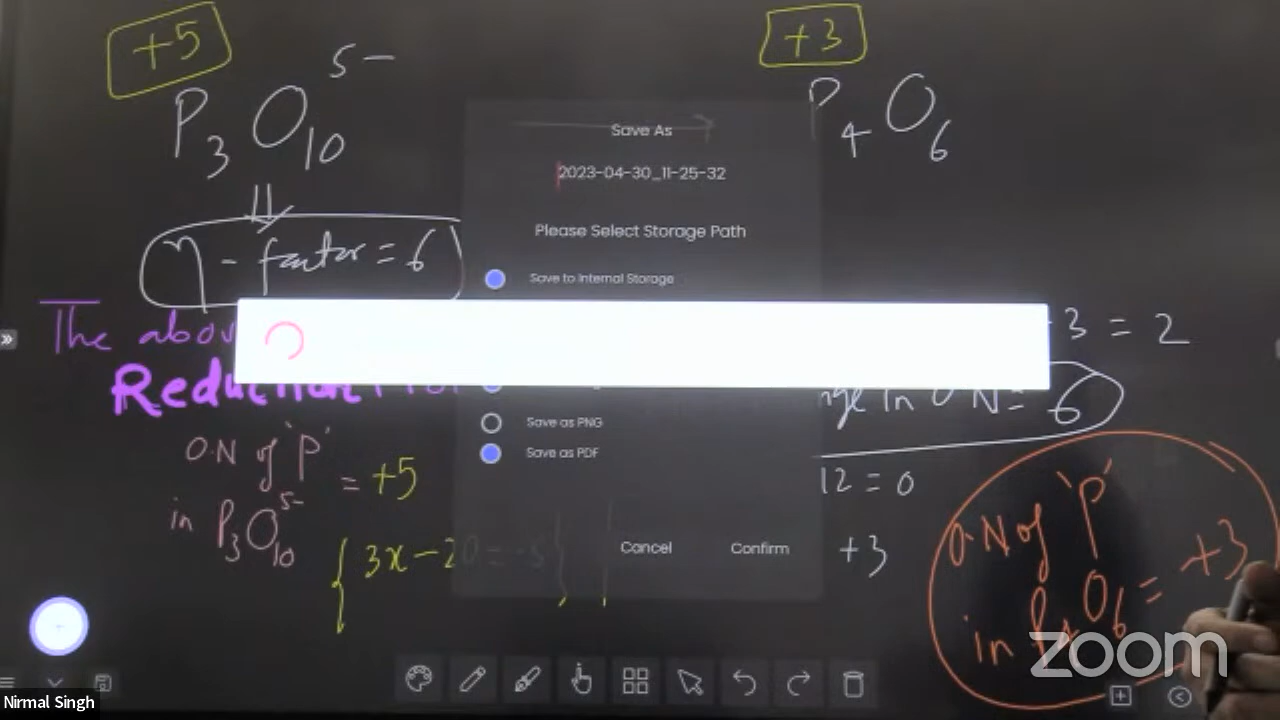 +5
P3O10 5-
+3
P4O6
Save As
2023-04-30_11-25-32
Please Select Storage Path
Save to Internal Storage
η-factor = 6
The abov
Reduction
3 = 2
nge in O N = 6
Save as PNG
Save as PDF
O.N of 'P'
in P3O10 5-
= +5
{ 3x-20 = -5 }
12 = 0
+3
O.N of 'P'
in P4O6 = +3
Cancel
Confirm
zoom
Nirmal Singh